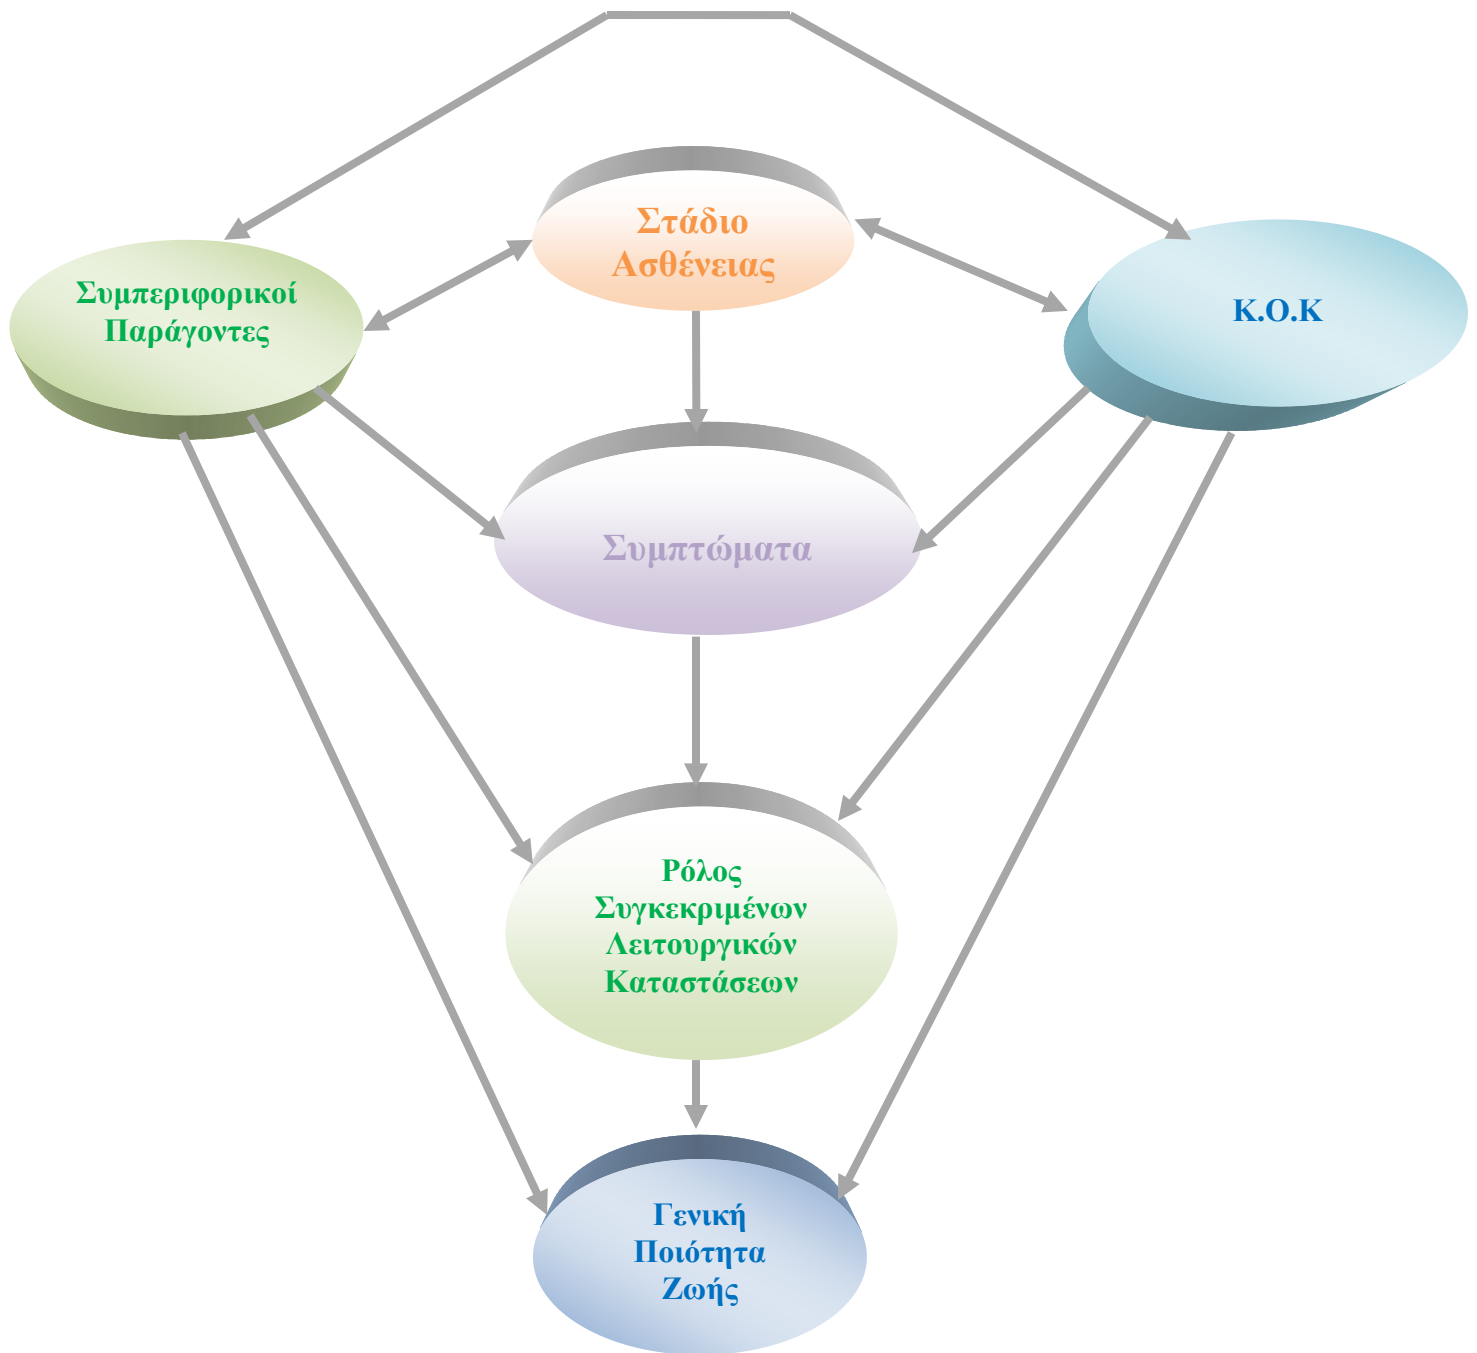 Στάδιο
Ασθένειας
Συμπεριφορικοί
Παράγοντες
Κ.Ο.Κ
Συμπτώματα
Ρόλος
Συγκεκριμένων
Λειτουργικών
Καταστάσεων
Γενική
Ποιότητα
Ζωής